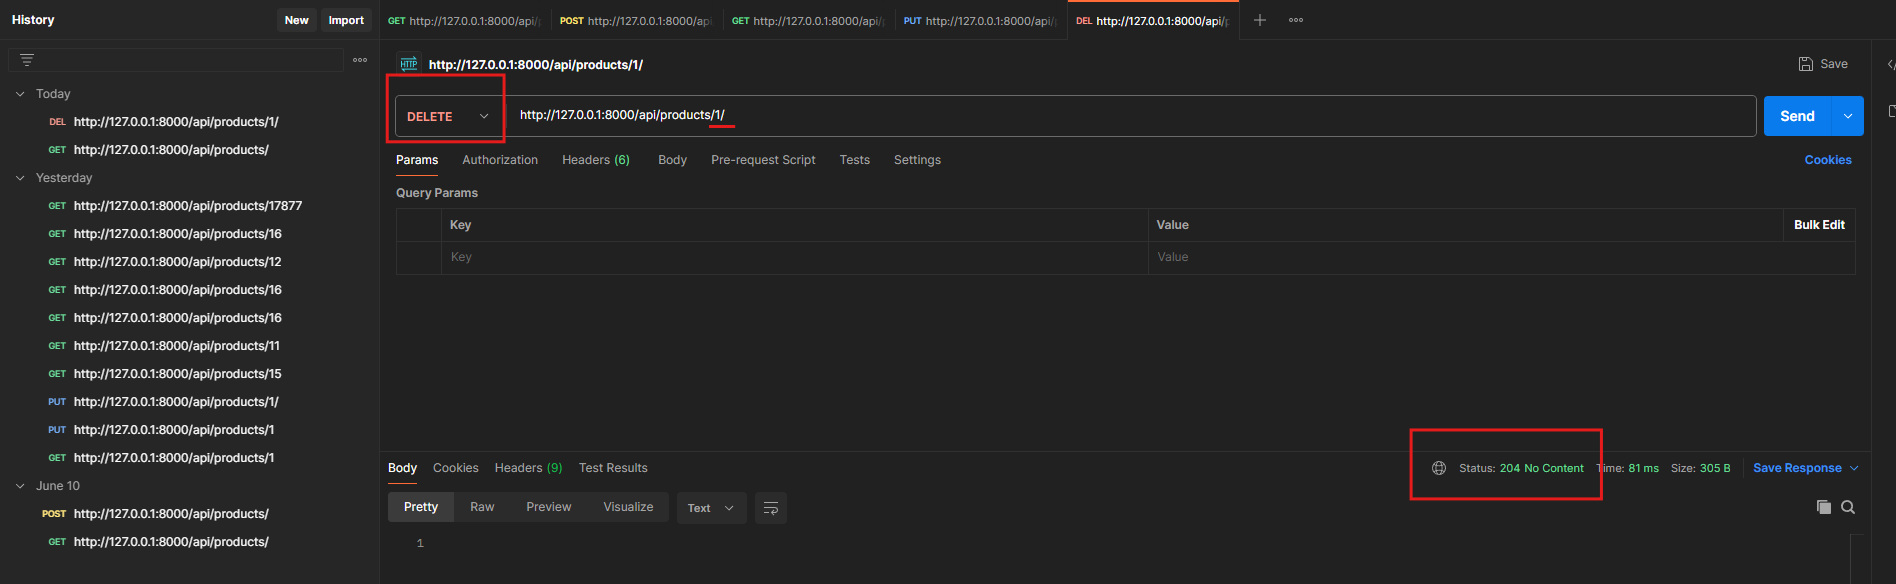 History
New
Import
GET http://127.0.0.1:8000/api/
POST http://127.0.0.1:8000/api
GET http://127.0.0.1:8000/api/
PUT http://127.0.0.1:8000/api/
DEL http://127.0.0.1:8000/api/
http://127.0.0.1:8000/api/products/1/
Save
DELETE
http://127.0.0.1:8000/api/products/1/
Send
Params
Authorization
Headers (6)
Body
Pre-request Script
Tests
Settings
Cookies
Query Params
Key
Value
Bulk Edit
Key
Value
Today
DEL http://127.0.0.1:8000/api/products/1/
GET http://127.0.0.1:8000/api/products/
Yesterday
GET http://127.0.0.1:8000/api/products/17877
GET http://127.0.0.1:8000/api/products/16
GET http://127.0.0.1:8000/api/products/12
GET http://127.0.0.1:8000/api/products/16
GET http://127.0.0.1:8000/api/products/16
GET http://127.0.0.1:8000/api/products/11
GET http://127.0.0.1:8000/api/products/15
PUT http://127.0.0.1:8000/api/products/1/
PUT http://127.0.0.1:8000/api/products/1
GET http://127.0.0.1:8000/api/products/1
June 10
POST http://127.0.0.1:8000/api/products/
GET http://127.0.0.1:8000/api/products/
Body
Cookies
Headers (9)
Test Results
Status: 204 No Content
Time: 81 ms
Size: 305 B
Save Response
Pretty
Raw
Preview
Visualize
Text
1